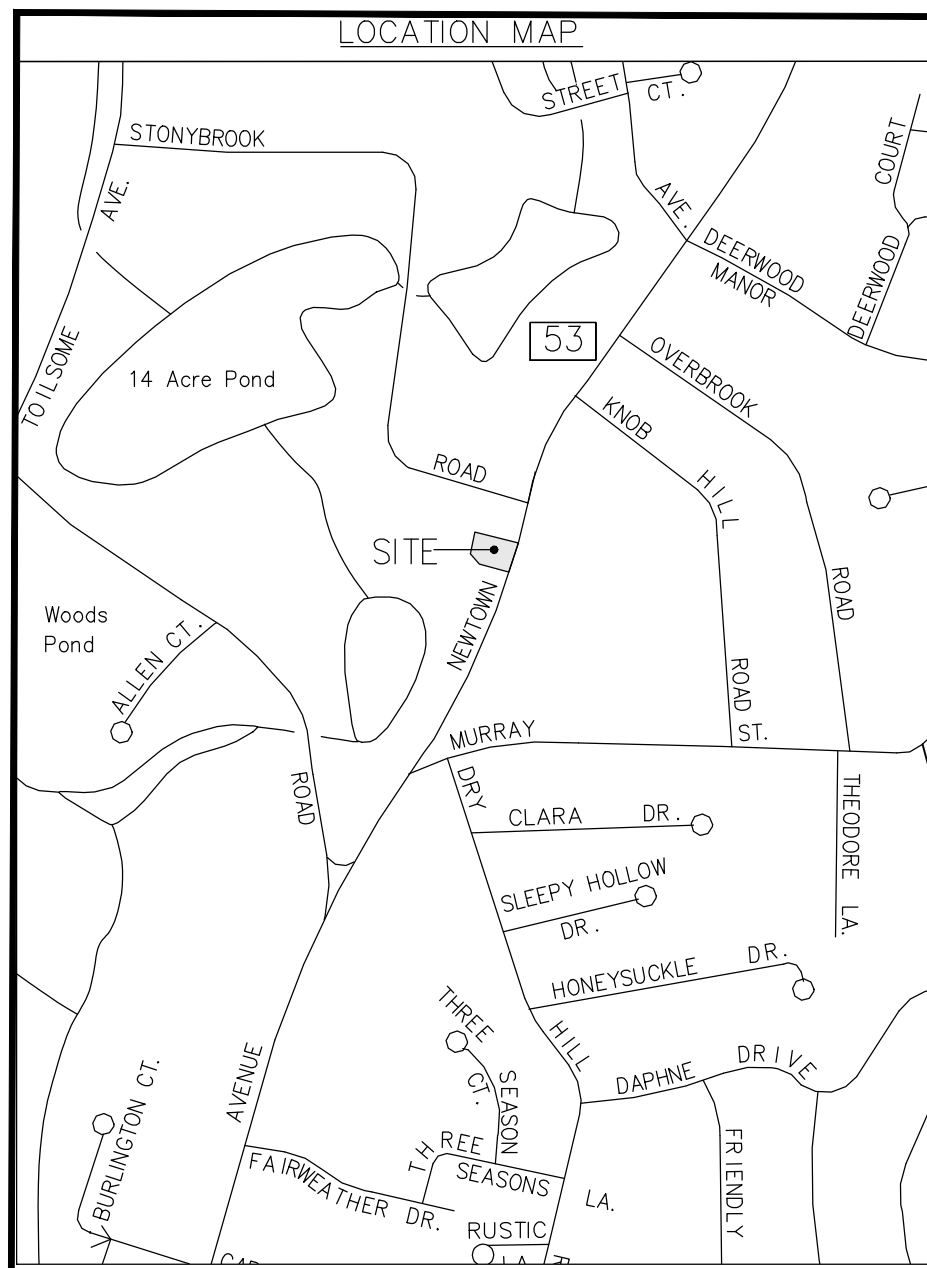 LOCATION MAP
STREET
CT.
STONYBROOK
AVE.
AVE.
COURT
DEERWOOD
MANOR
DEERWOOD
53
TOILSOME
14 Acre Pond
OVERBROOK
KNOB
HILL
ROAD
SITE
NEWTOWN
ROAD
Woods
Pond
ALLEN CT.
ROAD
ST.
MURRAY
DRY
ROAD
THEODORE LA.
CLARA DR.
SLEEPY HOLLOW
DR.
HONEYSUCKLE DR.
THREE
SEASON
CT.
HILL
DAPHNE DRIVE
AVENUE
BURLINGTON CT.
FAIRWEATHER DR.
THREE
SEASONS
LA.
FRIENDLY
RUSTIC